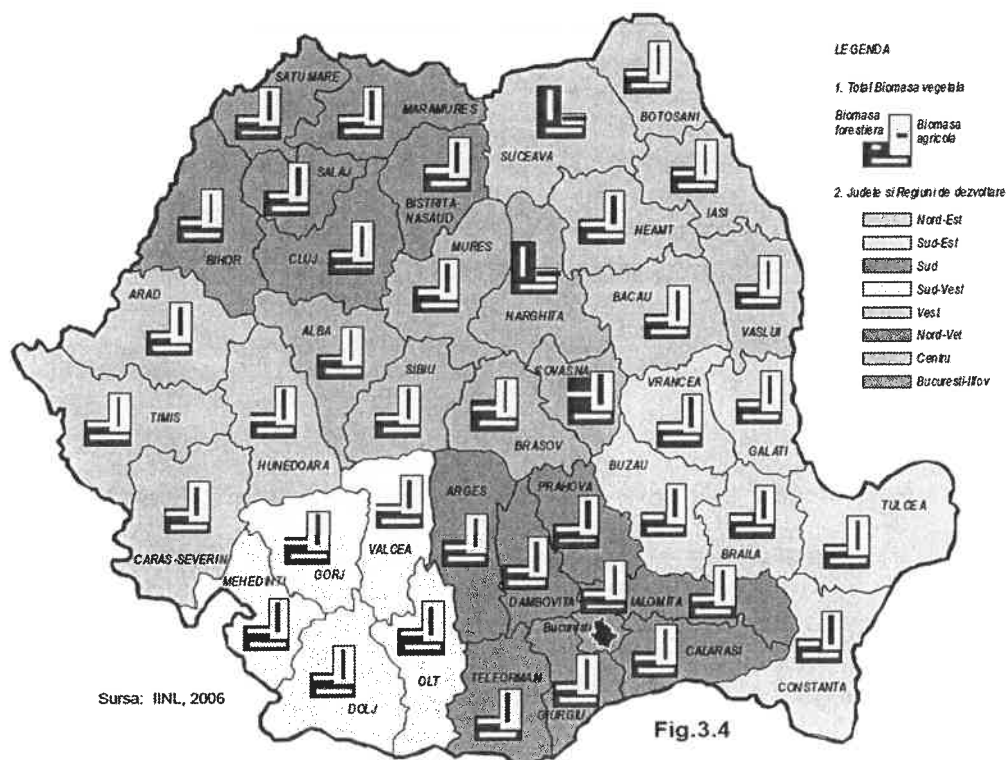 LEGENDA
1. Total Biomasa vegetala
Biomasa
forestiera
Biomasa
agricola
2. Judete si Regiuni de dezvoltare
Nord-Est
Sud-Est
Sud
Sud-Vest
Vest
Nord-Vet
Centru
Bucuresti-Ilfov
SATU MARE
MARAMURES
BOTOSANI
SUCEAVA
SALAJ
BISTRITA-
NASAUD
IASI
NEAMT
BIHOR
CLUJ
MURES
ARAD
NARGHITA
BACAU
VASLUI
ALBA
SIBIU
COVASNA
VRANCEA
TIMIS
HUNEDOARA
BRASOV
GALATI
BUZAU
ARGES
PRAHOVA
TULCEA
CARAS-SEVERIN
VALCEA
BRAILA
MEHEDINTI
GORJ
DAMBOVITA
IALOMITA
Bucuresti
CALARASI
OLT
TELEORMAN
CONSTANTA
DOLJ
GIURGIU
Sursa: IINL, 2006
Fig.3.4